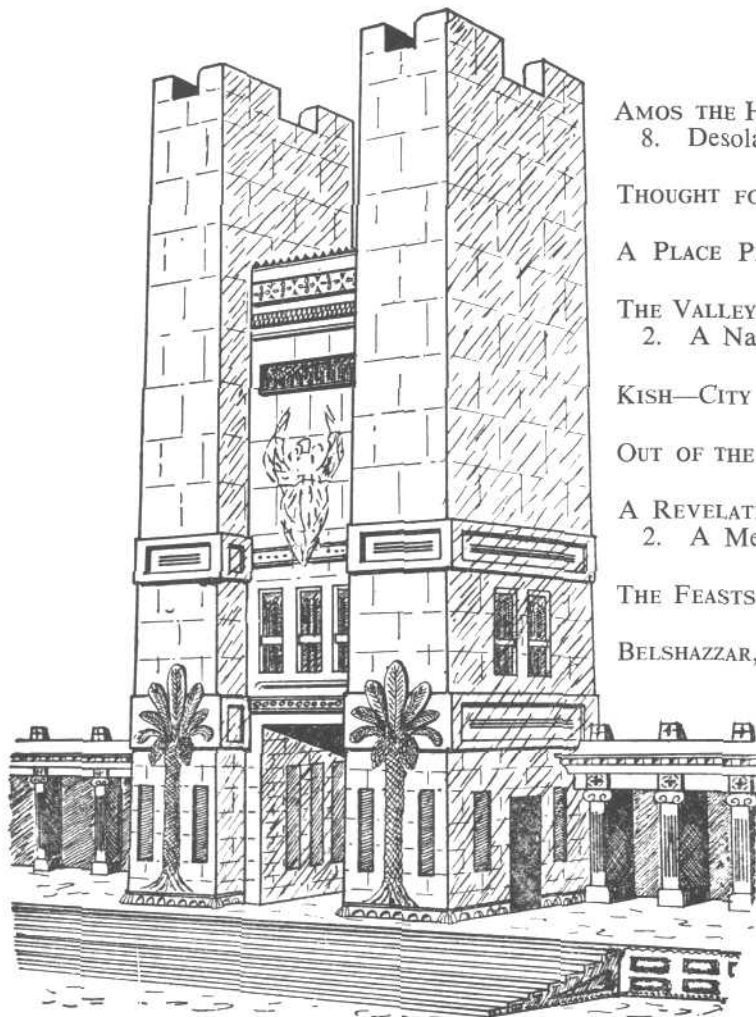 AMOS THE
8. Desola
THOUGHT FO
A PLACE P
THE VALLEY
2. A Na
KISH—CITY
OUT OF THE
A REVELATI
2. A Me
THE FEASTS
BELSHAZZAR,